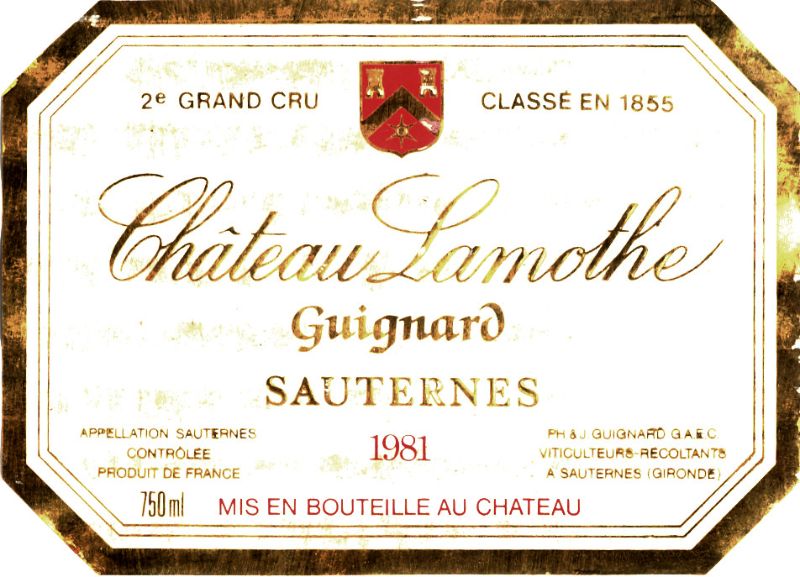 2e GRAND CRU CLASSÉ EN 1855
Château Lamothe
Guignard
SAUTERNES
APPELLATION SAUTERNES
CONTRÔLÉE
PRODUIT DE FRANCE
1981
PH & J GUIGNARD G.A.E.C.
VITICULTEURS-RÉCOLTANTS
A SAUTERNES (GIRONDE)
750 ml MIS EN BOUTEILLE AU CHATEAU